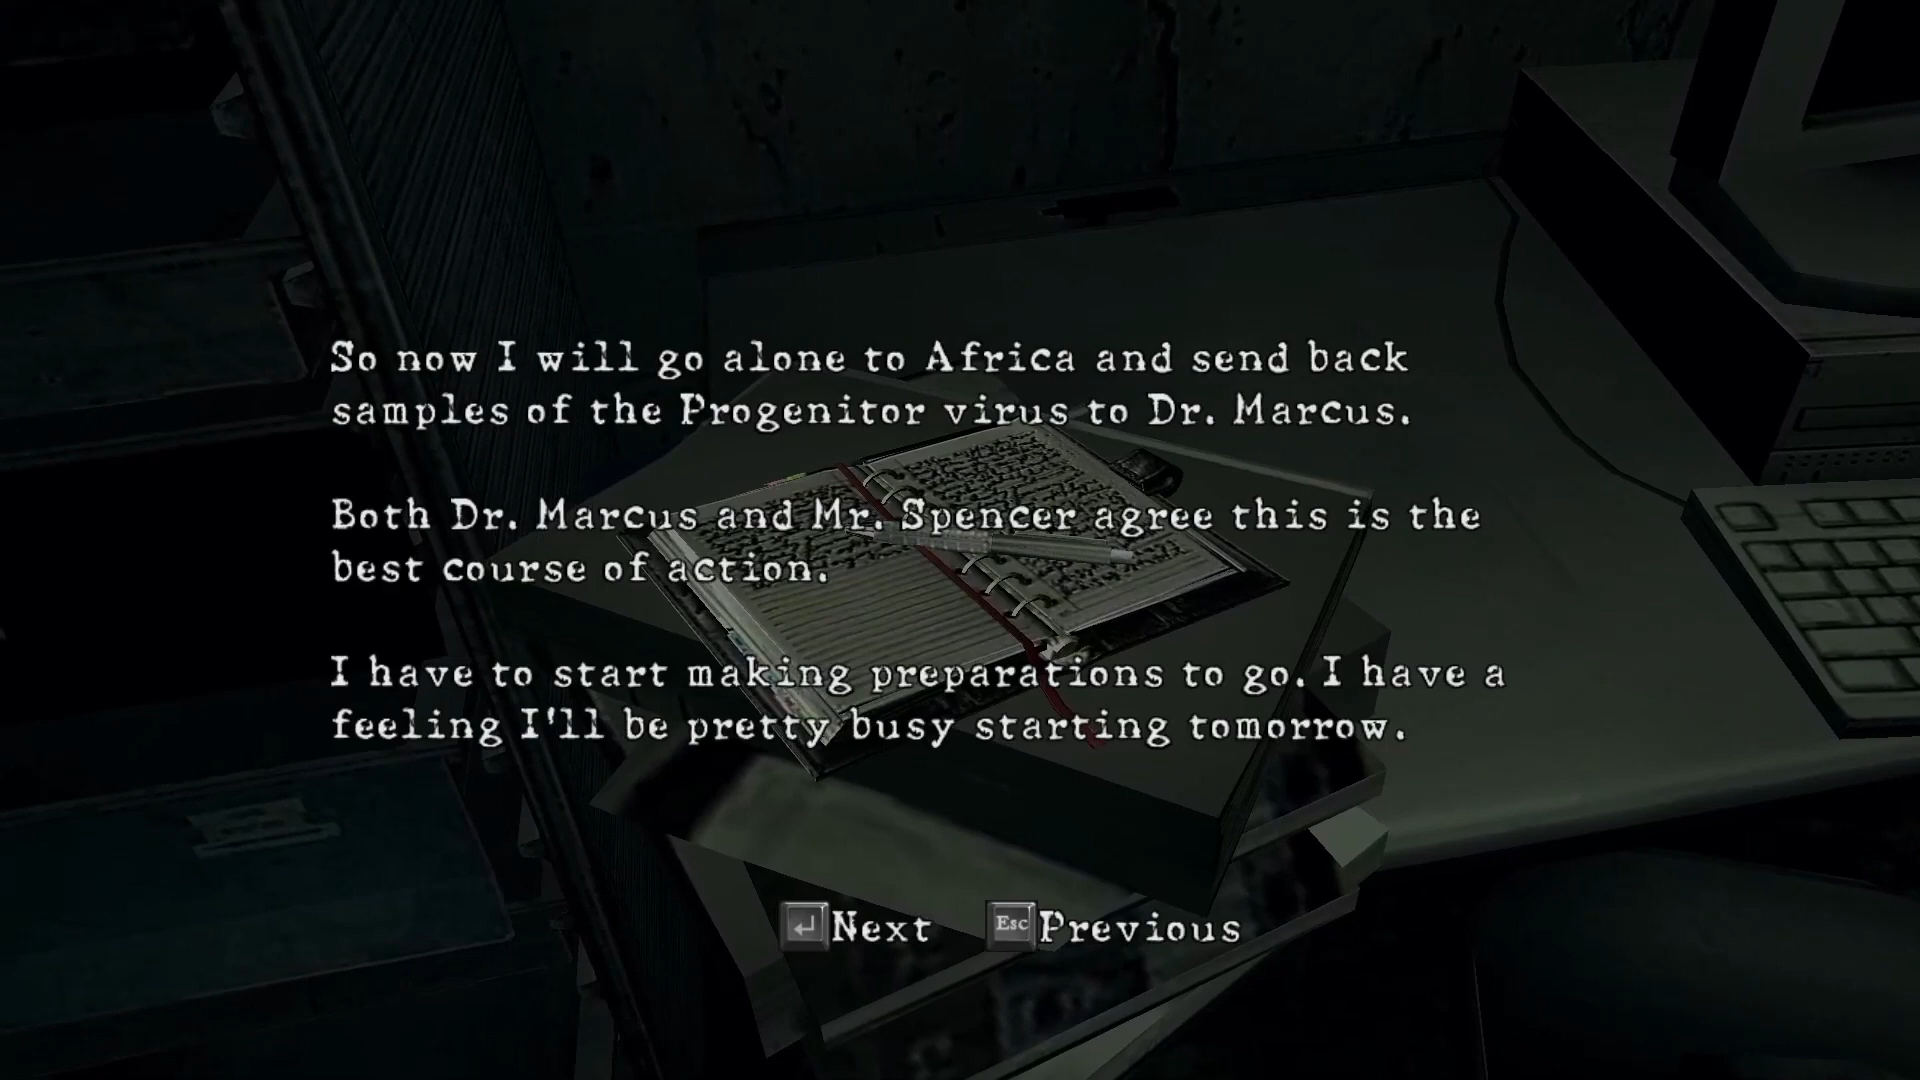 So now I will go alone to Africa and send back
samples of the Progenitor virus to Dr. Marcus.
Both Dr. Marcus and Mr. Spencer agree this is the
best course of action.
I have to start making preparations to go. I have a
feeling I'll be pretty busy starting tomorrow.
Next Esc Previous